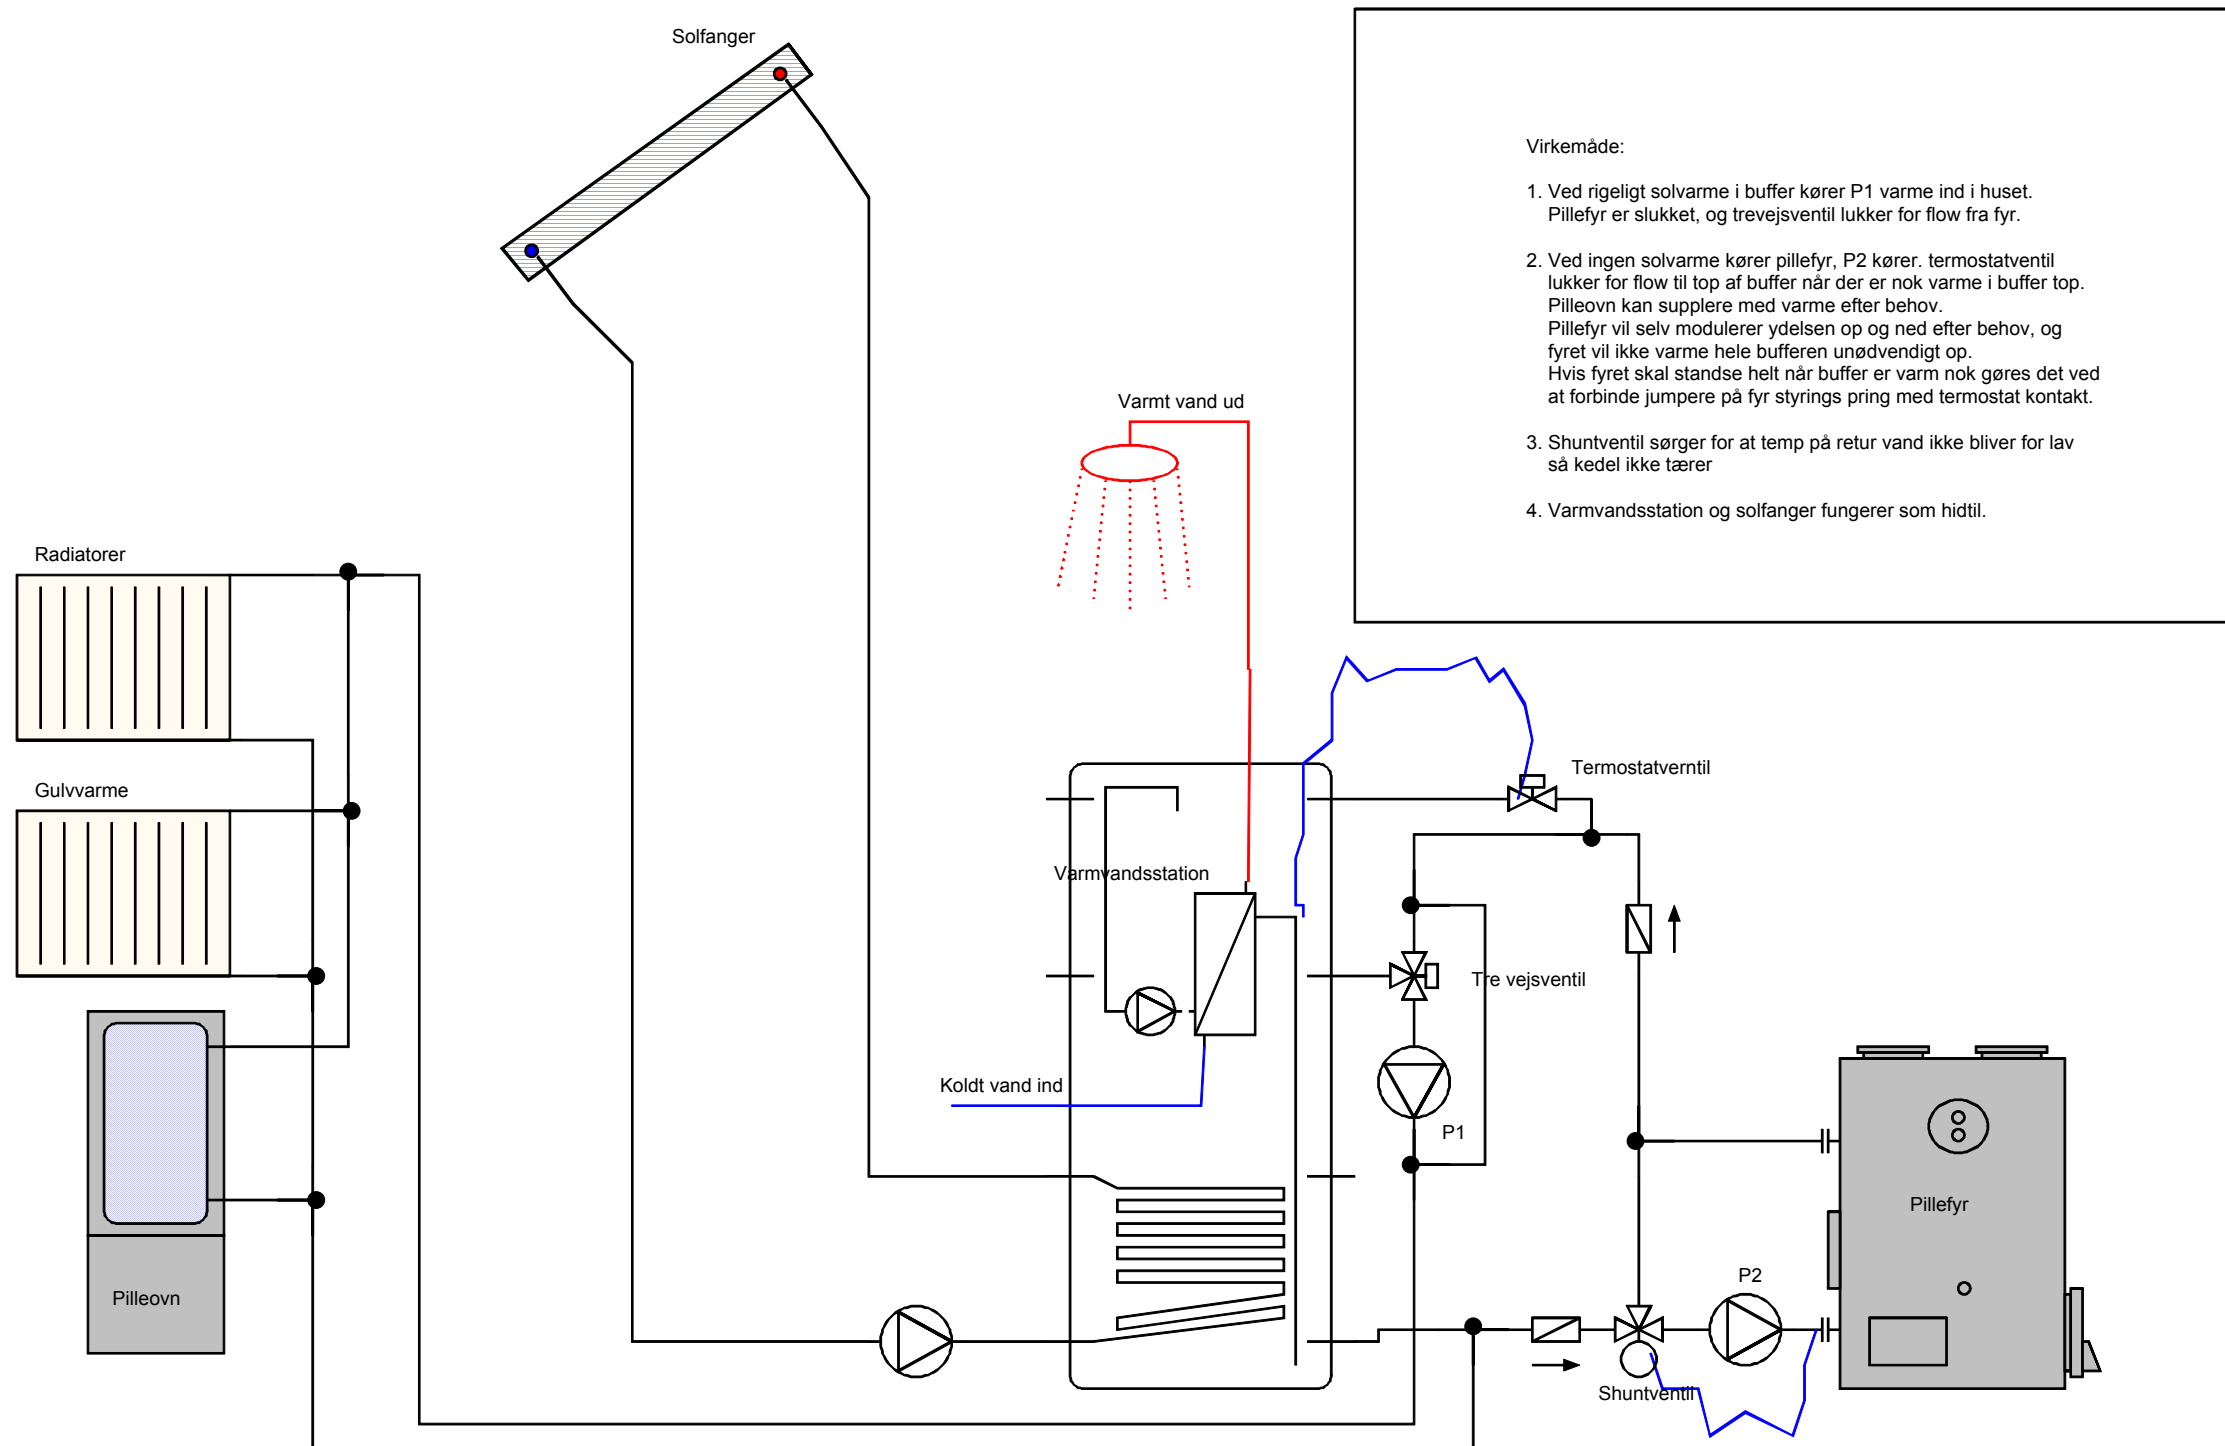 Solfanger
Virkemåde:
1. Ved rigeligt solvarme i buffer kører P1 varme ind i huset.
Pillefyr er slukket, og trevejsventil lukker for flow fra fyr.
2. Ved ingen solvarme kører pillefyr, P2 kører. termostatventil
lukker for flow til top af buffer når der er nok varme i buffer top.
Pilleovn kan supplere med varme efter behov.
Pillefyr vil selv modulerer ydelsen op og ned efter behov, og
fyret vil ikke varme hele bufferen unødvendigt op.
Hvis fyret skal standse helt når buffer er varm nok gøres det ved
at forbinde jumpere på fyr styrings pring med termostat kontakt.
3. Shuntventil sørger for at temp på retur vand ikke bliver for lav
så kedel ikke tærer
4. Varmvandsstation og solfanger fungerer som hidtil.
Varmt vand ud
Radiatorer
Termostatverntil
Gulvvarme
Varmvandsstation
Tre vejsventil
Koldt vand ind
P1
Pillefyr
P2
Pilleovn
Shuntventil